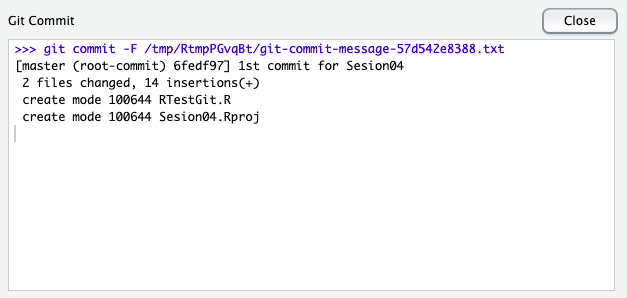 Git Commit
Close
>>> git commit -F /tmp/RtmpPGvqBt/git-commit-message-57d542e8388.txt
[master (root-commit) 6fedf97] 1st commit for Sesion04
 2 files changed, 14 insertions(+)
 create mode 100644 RTestGit.R
 create mode 100644 Sesion04.Rproj